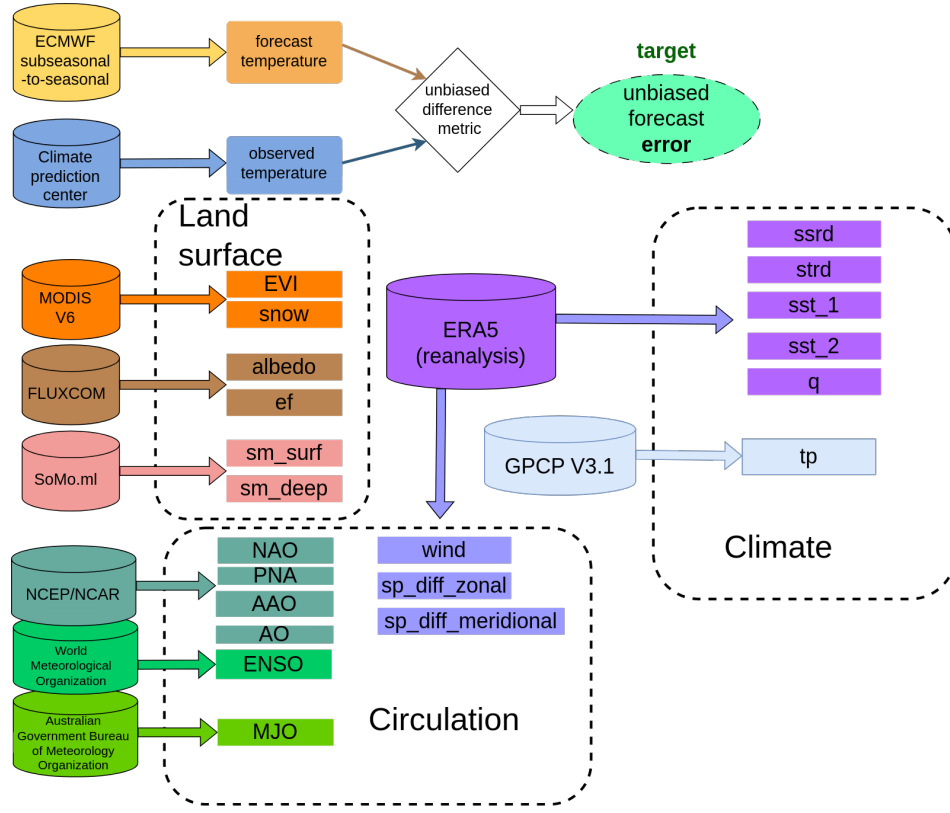 ECMWF
subseasonal
-to-seasonal
forecast
temperature
unbiased
difference
metric
target
unbiased
forecast
error
Climate
prediction
center
observed
temperature
Land
surface
MODIS
V6
EVI
snow
FLUXCOM
albedo
ef
SoMo.ml
sm_surf
sm_deep
ERA5
(reanalysis)
ssrd
strd
sst_1
sst_2
q
GPCP V3.1
tp
Climate
NCEP/NCAR
NAO
PNA
AAO
AO
wind
sp_diff_zonal
sp_diff_meridional
World
Meteorological
Organization
ENSO
Australian
Government Bureau
of Meteorology
Organization
MJO
Circulation